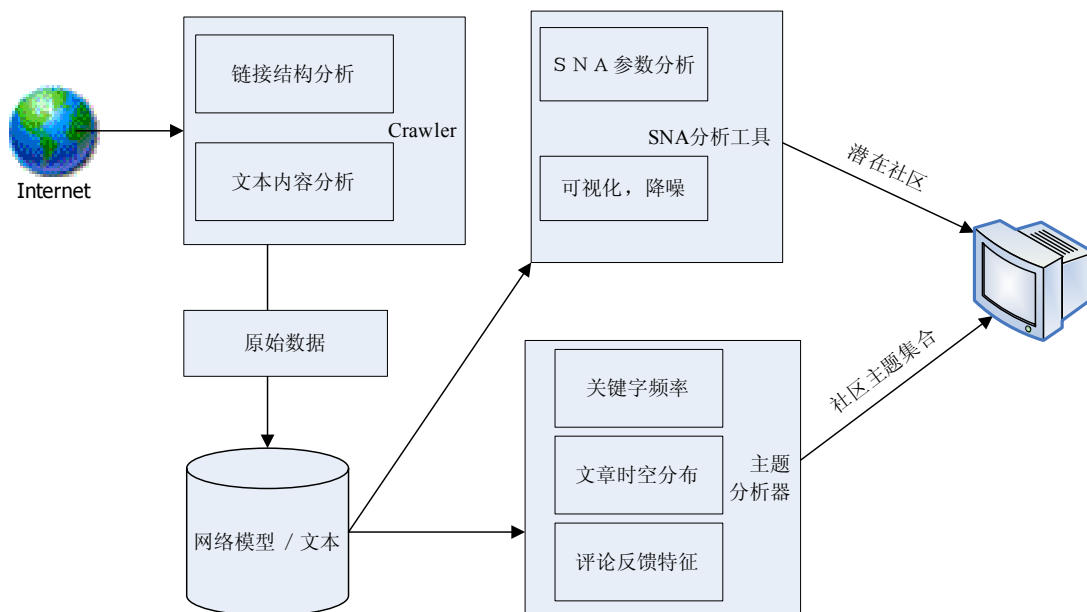 Internet
链接结构分析
Crawler
文本内容分析
原始数据
网络模型 / 文本
ＳＮＡ参数分析
SNA分析工具
可视化，降噪
关键字频率
文章时空分布
主题
分析器
评论反馈特征
潜在社区
社区主题集合